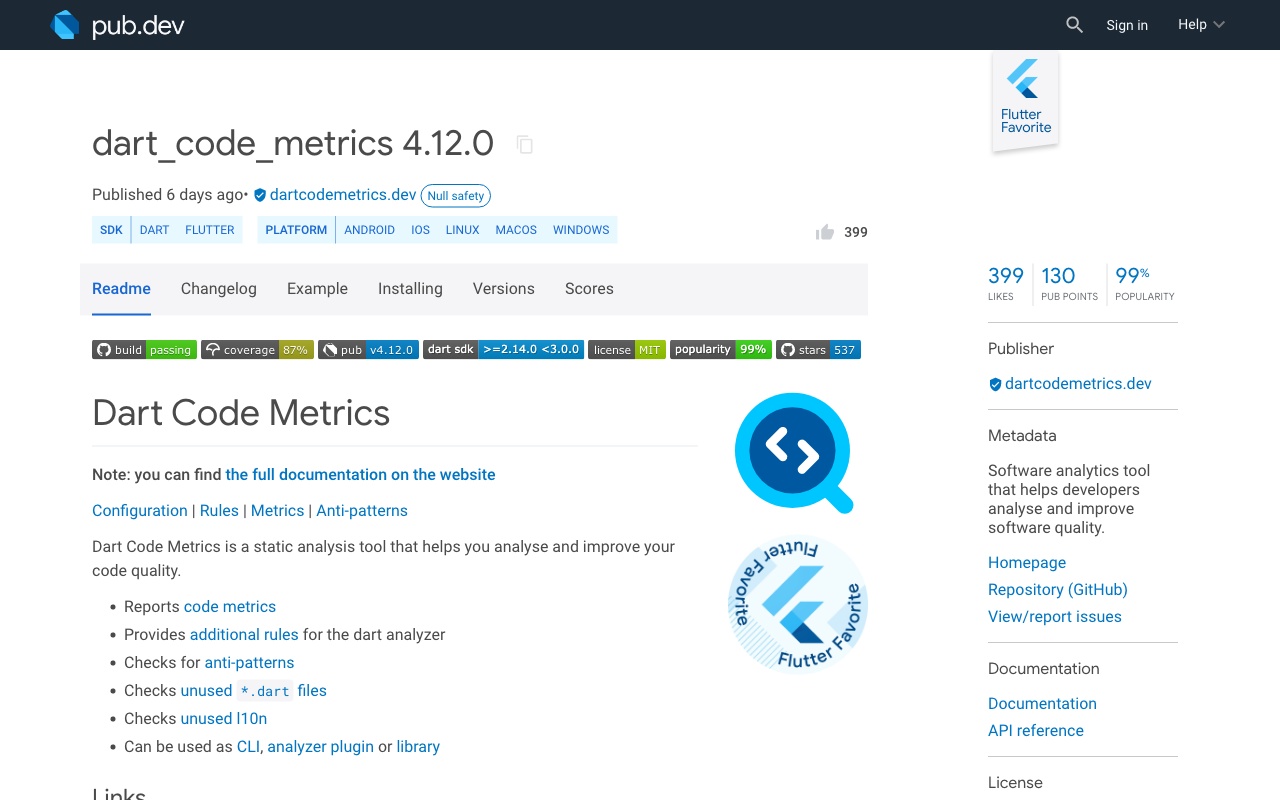 pub.dev
Sign in
Help
Flutter
Favorite
dart_code_metrics 4.12.0
Published 6 days ago• dartcodemetrics.dev Null safety
SDK DART FLUTTER PLATFORM ANDROID IOS LINUX MACOS WINDOWS
399
Readme Changelog Example Installing Versions Scores
build passing coverage 87% pub v4.12.0 dart sdk >=2.14.0 <3.0.0 license MIT popularity 99% stars 537
Dart Code Metrics
Note: you can find the full documentation on the website
Configuration | Rules | Metrics | Anti-patterns
Dart Code Metrics is a static analysis tool that helps you analyse and improve your
code quality.
• Reports code metrics
• Provides additional rules for the dart analyzer
• Checks for anti-patterns
• Checks unused *.dart files
• Checks unused l10n
• Can be used as CLI, analyzer plugin or library
Links
Flutter Favorite
Flutter Favorite
399 130 99%
LIKES PUB POINTS POPULARITY
Publisher
dartcodemetrics.dev
Metadata
Software analytics tool
that helps developers
analyse and improve
software quality.
Homepage
Repository (GitHub)
View/report issues
Documentation
Documentation
API reference
License